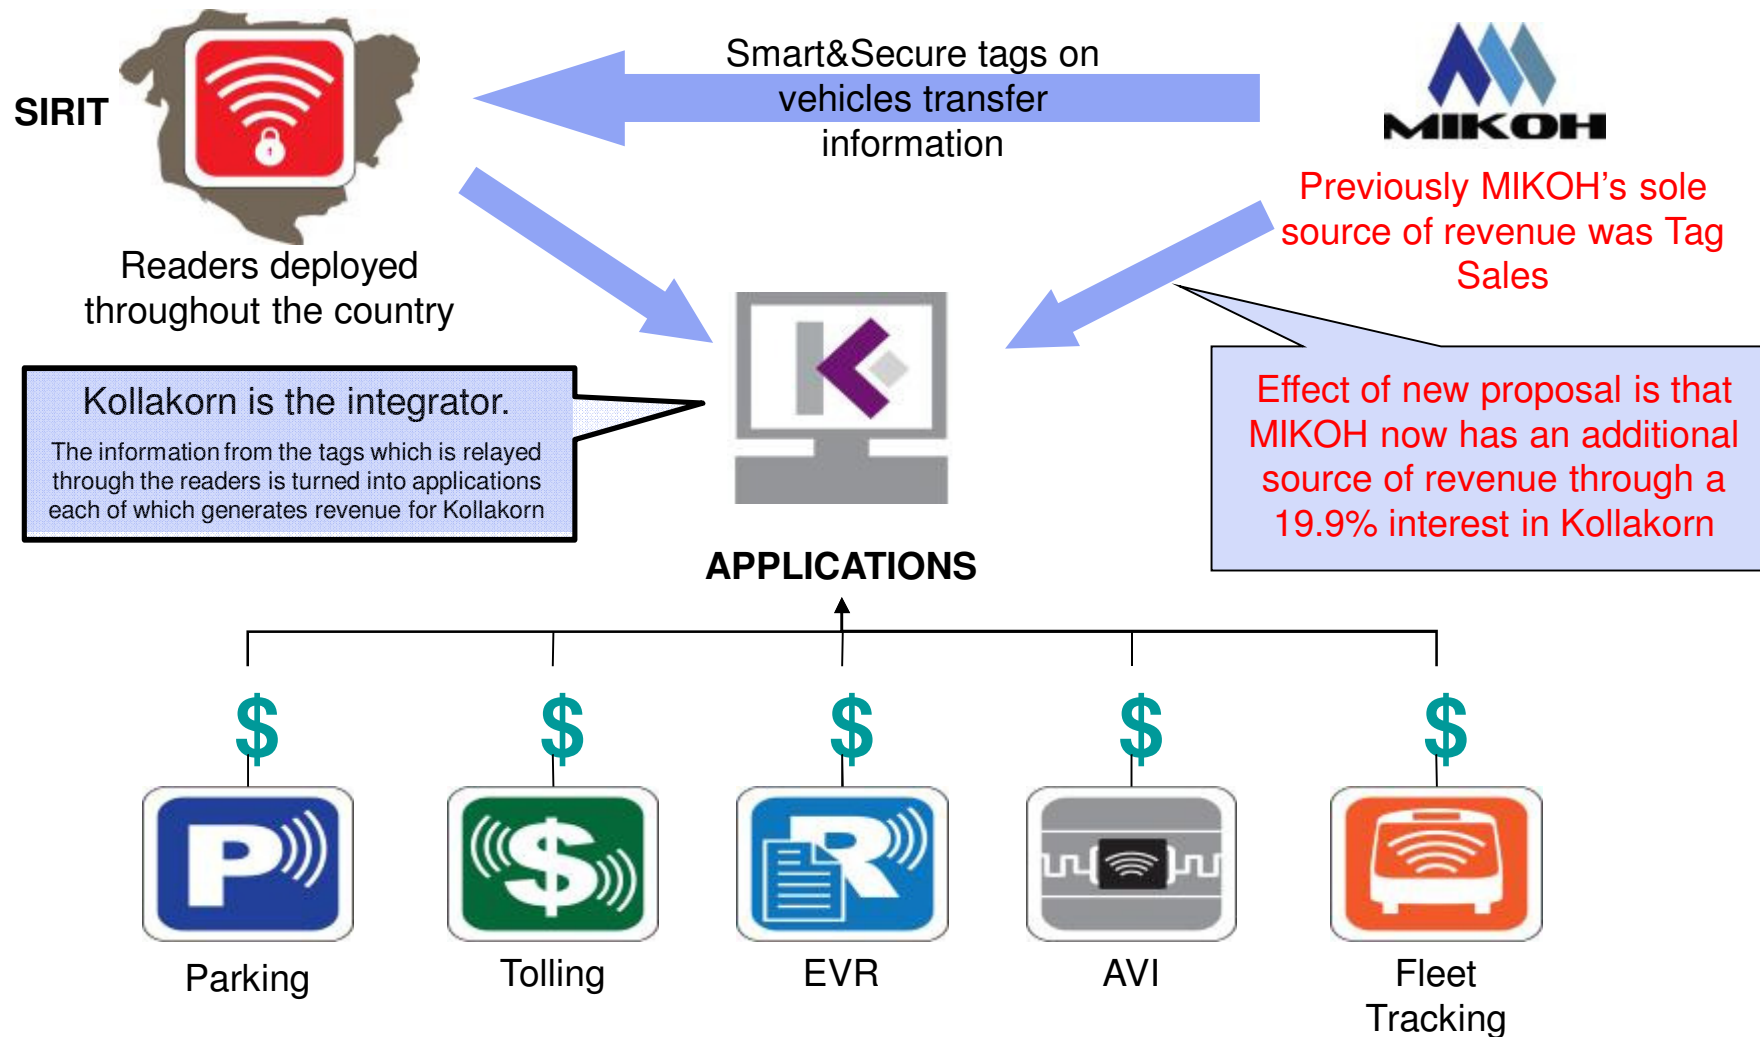 SIRIT
Smart&Secure tags on
vehicles transfer
information
MIKOH
Previously MIKOH's sole
source of revenue was Tag
Sales
Readers deployed
throughout the country
Kollakorn is the integrator.
The information from the tags which is relayed
through the readers is turned into applications
each of which generates revenue for Kollakorn
K
Effect of new proposal is that
MIKOH now has an additional
source of revenue through a
19.9% interest in Kollakorn
APPLICATIONS
$ $ $ $ $
P $ R
Parking
Tolling
EVR
AVI
Fleet
Tracking